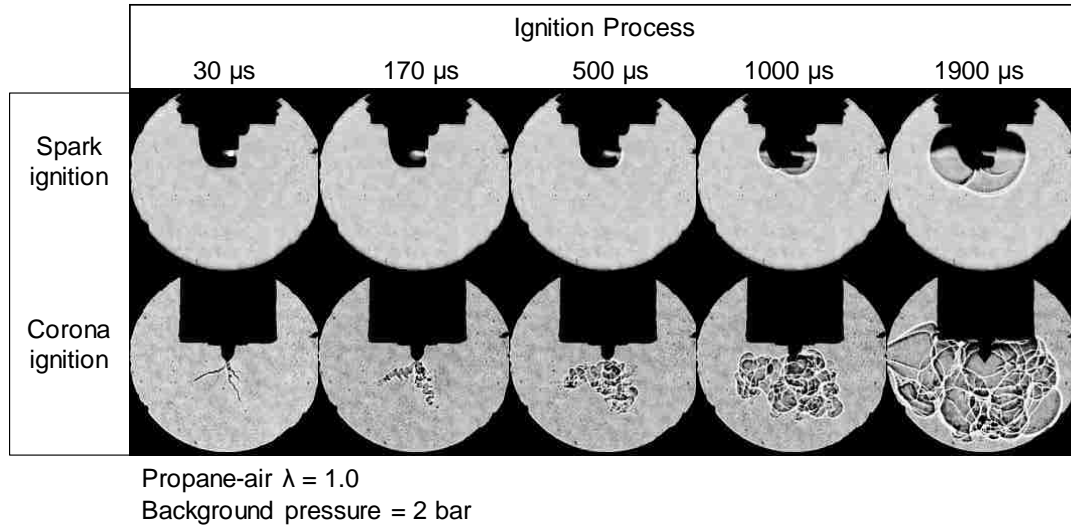 Ignition Process
30 μs 170 μs 500 μs 1000 μs 1900 μs
Spark
ignition
Corona
ignition
Propane-air λ = 1.0
Background pressure = 2 bar